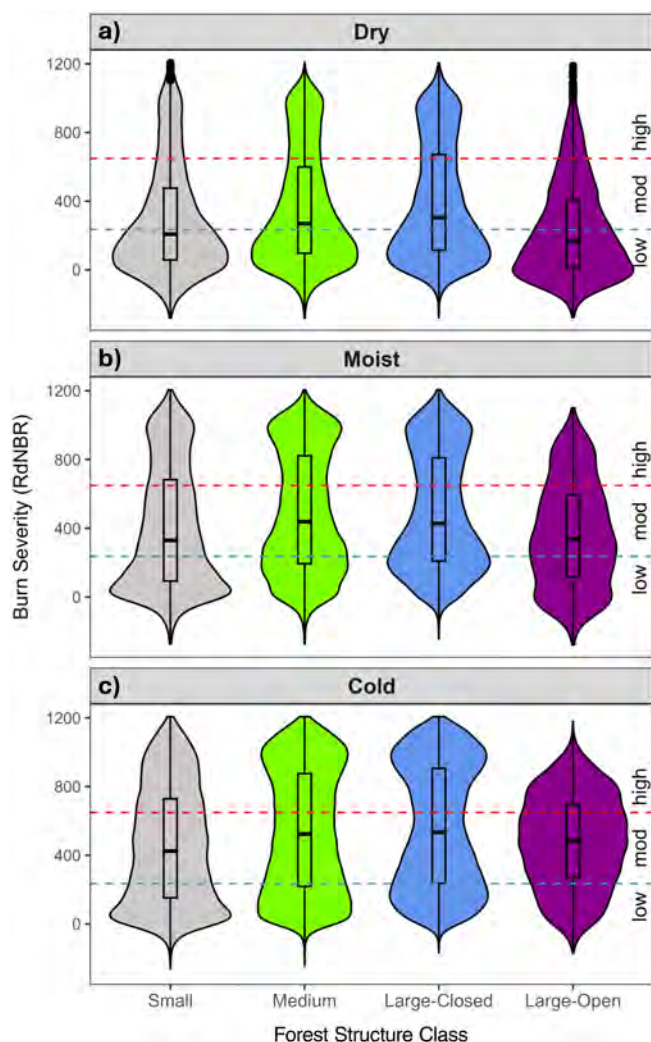 a)
Dry
1200
800
400
0
high
mod
low
b)
Moist
1200
800
400
0
high
mod
low
Burn Severity (RdNBR)
c)
Cold
1200
800
400
0
high
mod
low
Small Medium Large-Closed Large-Open
Forest Structure Class